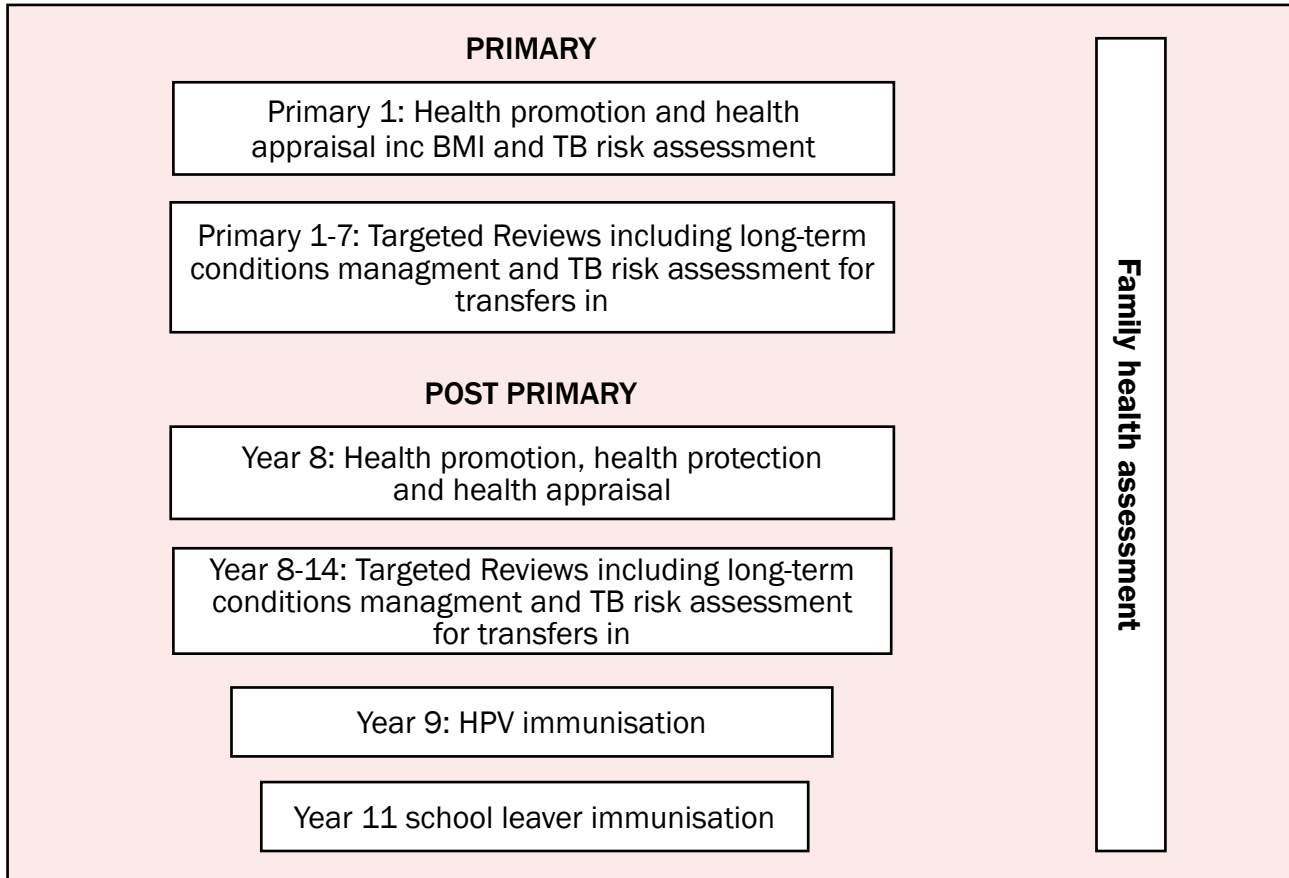 PRIMARY
Primary 1: Health promotion and health
appraisal inc BMI and TB risk assessment
Primary 1-7: Targeted Reviews including long-term
conditions managment and TB risk assessment for
transfers in
POST PRIMARY
Year 8: Health promotion, health protection
and health appraisal
Year 8-14: Targeted Reviews including long-term
conditions managment and TB risk assessment
for transfers in
Year 9: HPV immunisation
Year 11 school leaver immunisation
Family health assessment